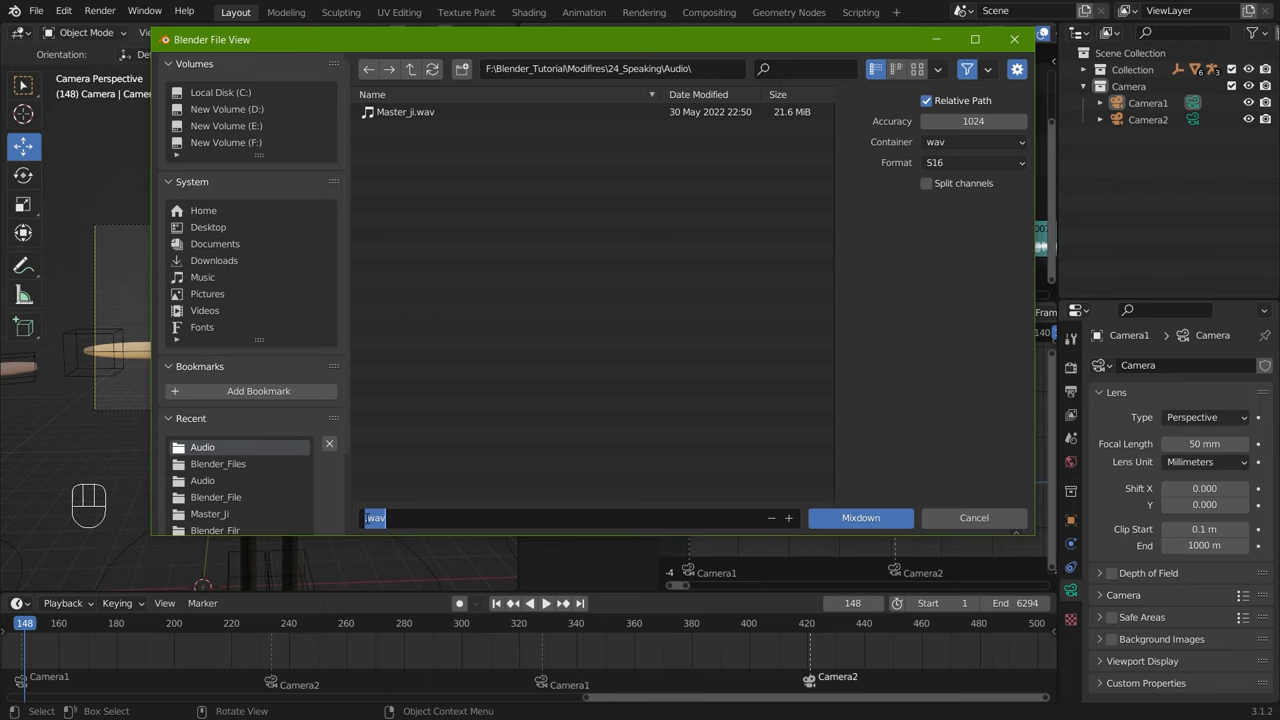 File Edit Render Window Help Layout Modeling Sculpting UV Editing Texture Paint Shading Animation Rendering Compositing Geometry Nodes Scripting Scene ViewLayer
Object Mode
Orientation:
Camera Perspective
(148) Camera | Camer
Blender File View
Volumes
Local Disk (C:)
New Volume (D:)
New Volume (E:)
New Volume (F:)
System
Home
Desktop
Documents
Downloads
Music
Pictures
Videos
Fonts
Bookmarks
Add Bookmark
Recent
Audio
Blender_Files
Audio
Blender_File
Master_Ji
Blender_Filr
F:\Blender_Tutorial\Modifires\24_Speaking\Audio\
Name Date Modified Size
Master_ji.wav 30 May 2022 22:50 21.6 MiB
Relative Path
Accuracy 1024
Container wav
Format S16
Split channels
.wav
Mixdown Cancel
Scene Collection
Collection 6 3
Camera
Camera1
Camera2
007
Fram
140
Camera1 Camera
Camera
Lens
Type Perspective
Focal Length 50 mm
Lens Unit Millimeters
Shift X 0.000
Y 0.000
Clip Start 0.1 m
End 1000 m
Depth of Field
Camera
Safe Areas
Background Images
Viewport Display
Custom Properties
-4 Camera1 Camera2
Playback Keying View Marker 148 Start 1 End 6294
148 160 180 200 220 240 260 280 300 320 340 360 380 400 420 440 460 480 500
Camera1 Camera2 Camera1 Camera2
Select Box Select Rotate View Object Context Menu 3.1.2